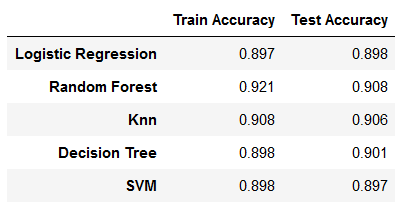 Train Accuracy Test Accuracy
Logistic Regression 0.897 0.898
Random Forest 0.921 0.908
Knn 0.908 0.906
Decision Tree 0.898 0.901
SVM 0.898 0.897